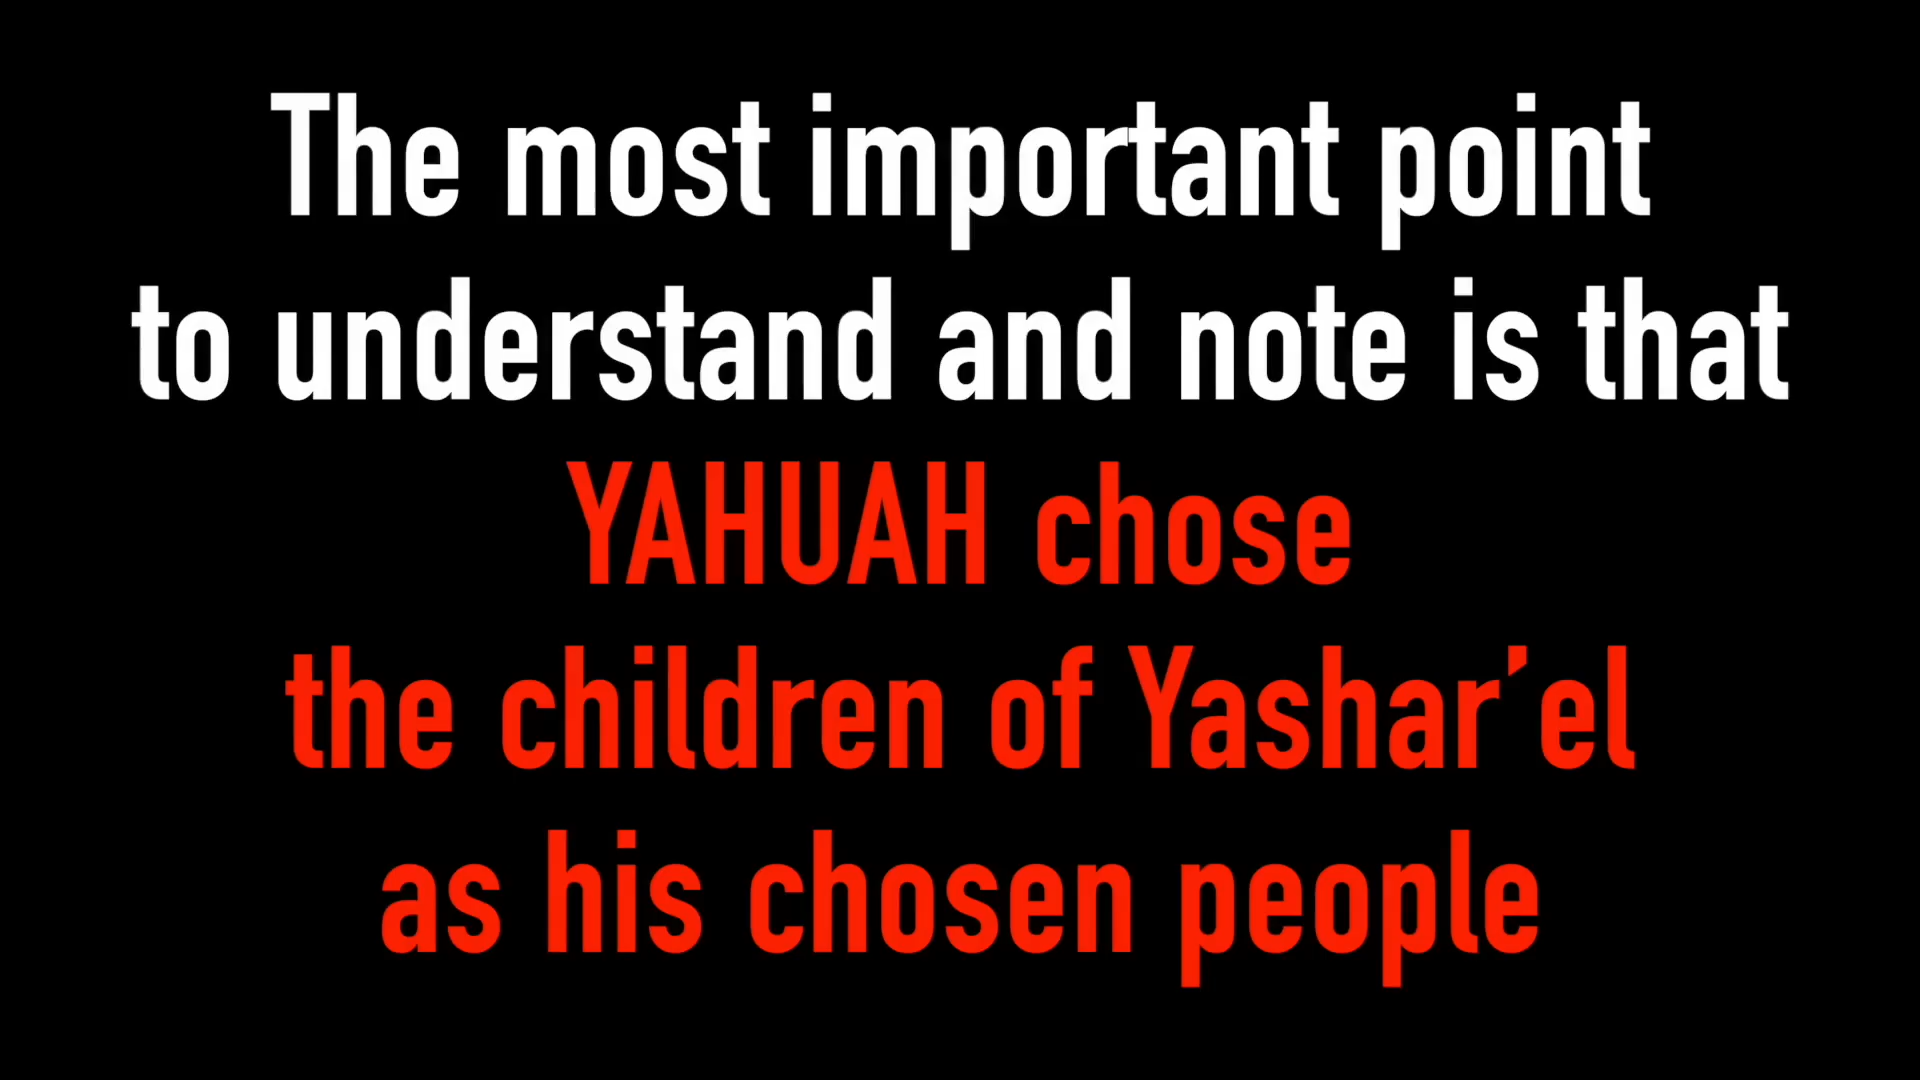 The most important point
to understand and note is that
YAHUAH chose
the children of Yashar’el
as his chosen people